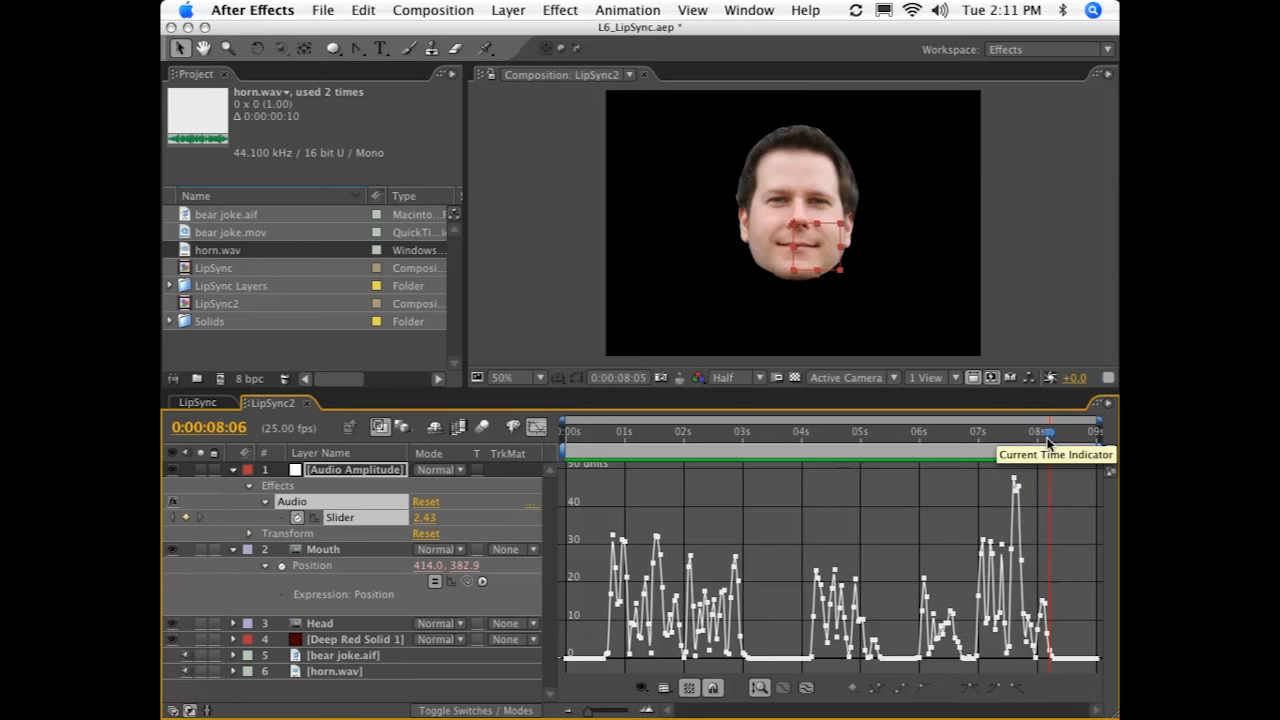 After Effects File Edit Composition Layer Effect Animation View Window Help Tue 2:11 PM
L6_LipSync.aep *
Workspace: Effects
Project
Composition: LipSync2
horn.wav, used 2 times
0 x 0 (1.00)
Δ 0:00:00:10
44.100 kHz / 16 bit U / Mono
Name Type
bear joke.aif Macinto...
bear joke.mov QuickTi...
horn.wav Windows...
LipSync Composi...
LipSync Layers Folder
LipSync2 Composi...
Solids Folder
8 bpc
50% 0:00:08:05 Half Active Camera 1 View +0.0
LipSync LipSync2
0:00:08:06 (25.00 fps)
:00s 01s 02s 03s 04s 05s 06s 07s 08s 09s
# Layer Name Mode T TrkMat
Current Time Indicator
1 [Audio Amplitude] Normal
50 units
Effects
Audio Reset ...
40
Slider 2.43
Transform Reset
30
2 Mouth Normal None
Position 414.0, 382.9
20
Expression: Position
10
3 Head Normal None
4 [Deep Red Solid 1] Normal None
0
5 [bear joke.aif]
6 [horn.wav]
Toggle Switches / Modes